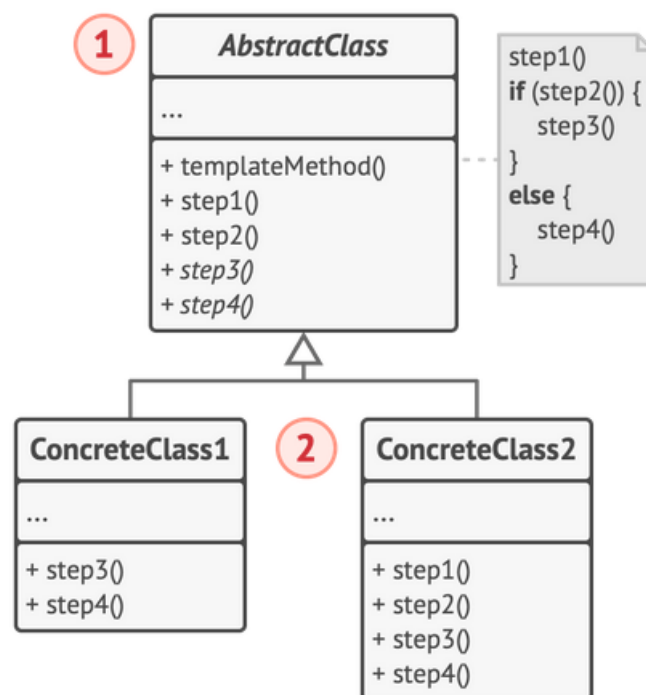 1
AbstractClass
...
+ templateMethod()
+ step1()
+ step2()
+ step3()
+ step4()
step1()
if (step2()) {
step3()
}
else {
step4()
}
ConcreteClass1
...
+ step3()
+ step4()
2
ConcreteClass2
...
+ step1()
+ step2()
+ step3()
+ step4()